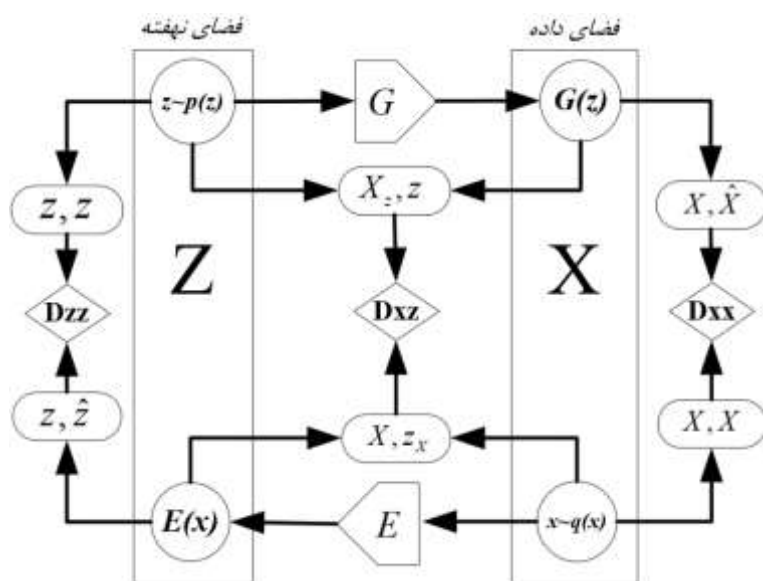 فضای نهفته
فضای داده
z~p(z)
G
G(z)
z, z
X_z, z
X, X̂
Z
X
Dzz
Dxz
Dxx
z, ẑ
X, z_X
X, X
E(x)
E
x~q(x)